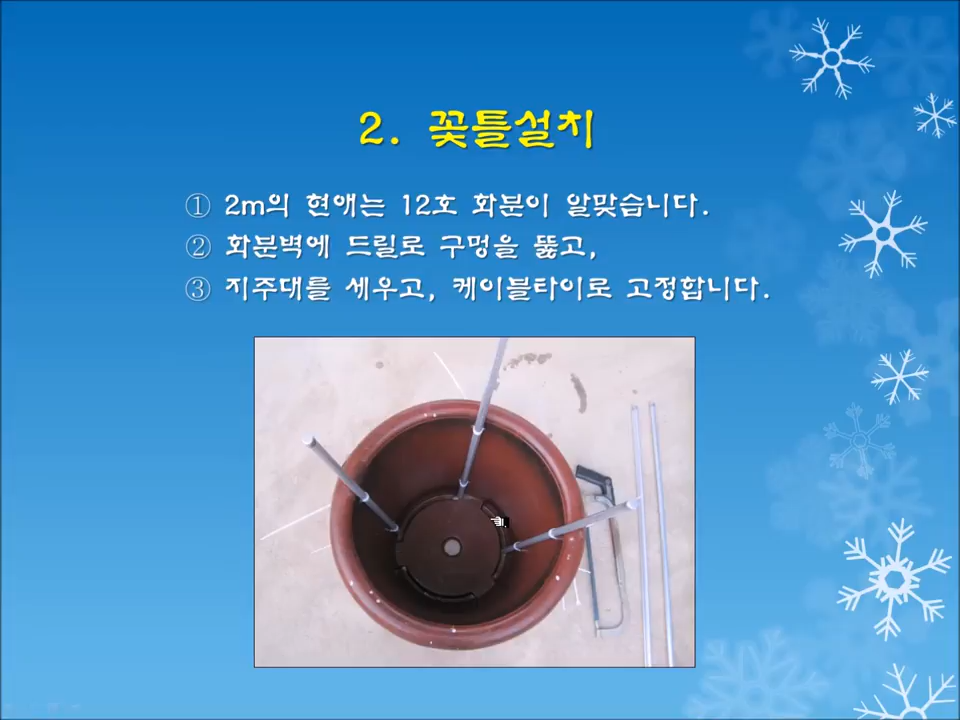 2. 꽃틀설치
① 2m의 현애는 12호 화분이 알맞습니다.
② 화분벽에 드릴로 구멍을 뚫고,
③ 지주대를 세우고, 케이블타이로 고정합니다.